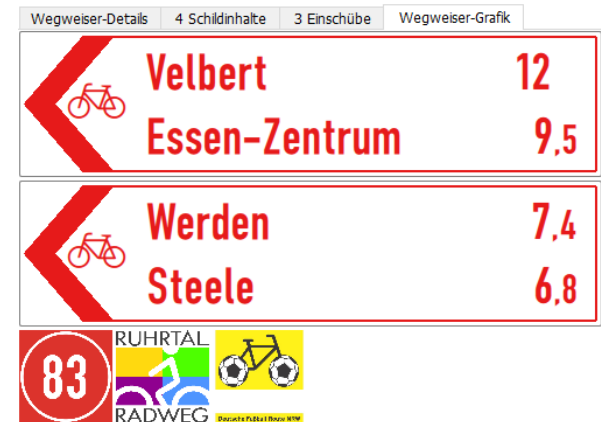 Wegweiser-Details 4 Schildinhalte 3 Einschübe Wegweiser-Grafik
Velbert 12
Essen-Zentrum 9,5
Werden 7,4
Steele 6,8
83
RUHRTAL
RADWEG
Deutsche Fußball Route NRW